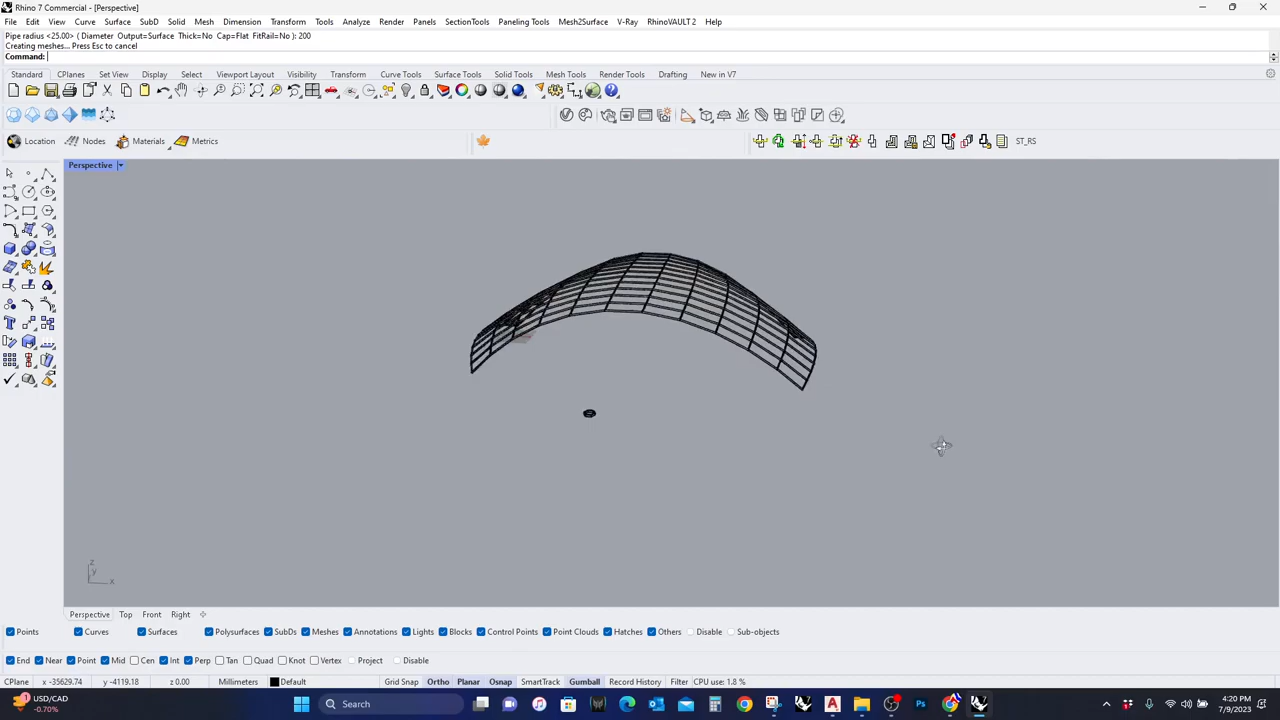 Rhino 7 Commercial - [Perspective]
File Edit View Curve Surface SubD Solid Mesh Dimension Transform Tools Analyze Render Panels SectionTools Paneling Tools Mesh2Surface V-Ray RhinoVAULT 2 Help
Pipe radius <25.00> ( Diameter Output=Surface Thick=No Cap=Flat FitRail=No ): 200
Creating meshes... Press Esc to cancel
Command:
Standard CPlanes Set View Display Select Viewport Layout Visibility Transform Curve Tools Surface Tools Solid Tools Mesh Tools Render Tools Drafting New in V7
Location Nodes Materials Metrics ST_RS
Perspective
z
y
x
Perspective Top Front Right
Points Curves Surfaces Polysurfaces SubDs Meshes Annotations Lights Blocks Control Points Point Clouds Hatches Others Disable Sub-objects
End Near Point Mid Cen Int Perp Tan Quad Knot Vertex Project Disable
CPlane x -35629.74 y -4119.18 z 0.00 Millimeters Default Grid Snap Ortho Planar Osnap SmartTrack Gumball Record History Filter CPU use: 1.8 %
USD/CAD
-0.70%
Search
4:20 PM
7/9/2023